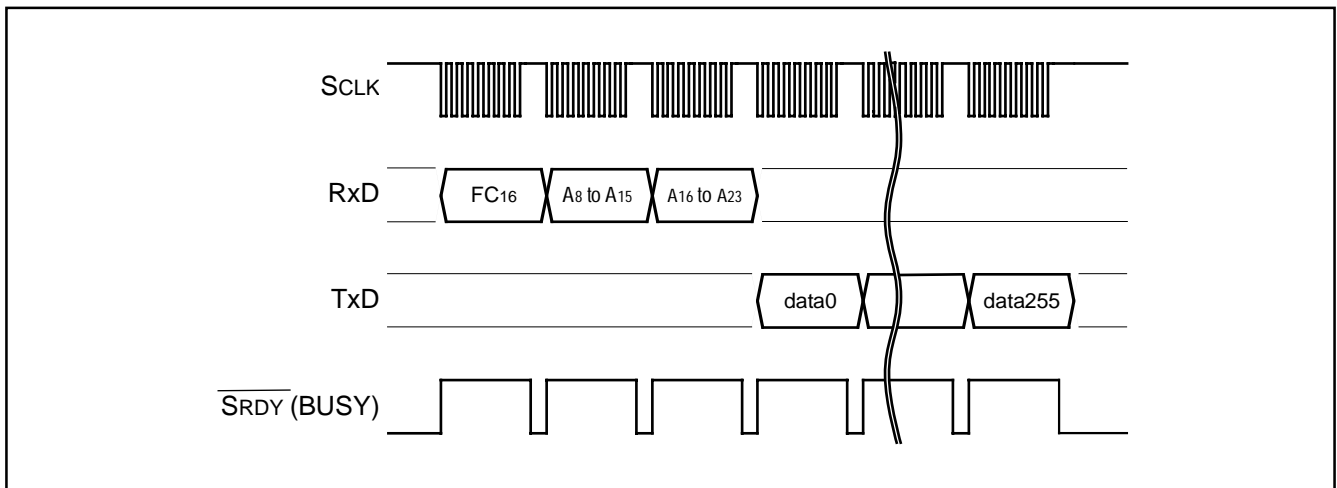 SCLK
RxD FC16 A8 to A15 A16 to A23
TxD data0 data255
SRDY (BUSY)